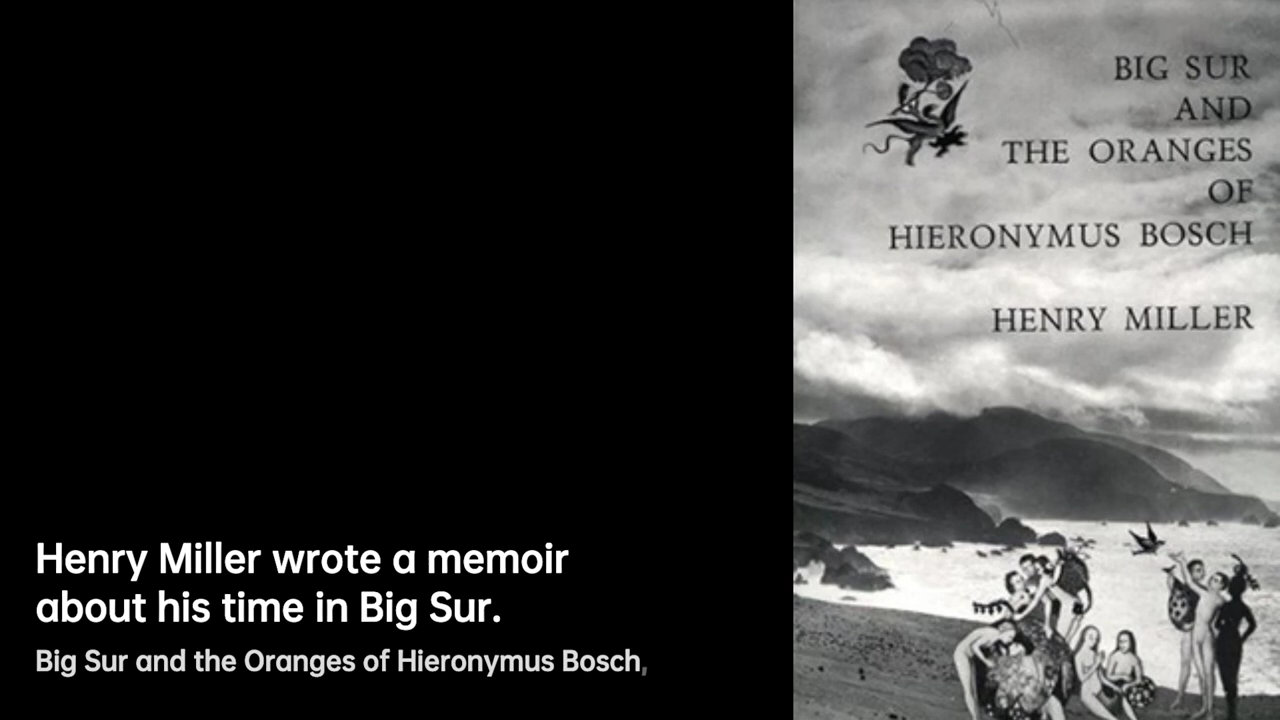 Henry Miller wrote a memoir
about his time in Big Sur.
Big Sur and the Oranges of Hieronymus Bosch,
BIG SUR
AND
THE ORANGES
OF
HIERONYMUS BOSCH
HENRY MILLER